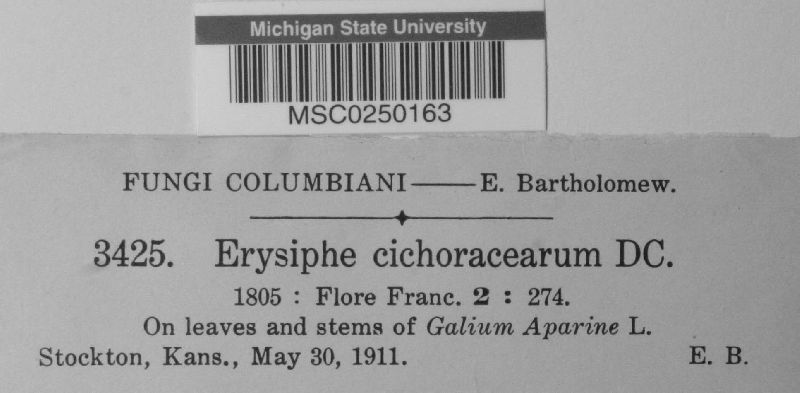 Michigan State University
MSC0250163
FUNGI COLUMBIANI—E. Bartholomew.
3425. Erysiphe cichoracearum DC.
1805 : Flore Franc. 2 : 274.
On leaves and stems of Galium Aparine L.
Stockton, Kans., May 30, 1911. E. B.